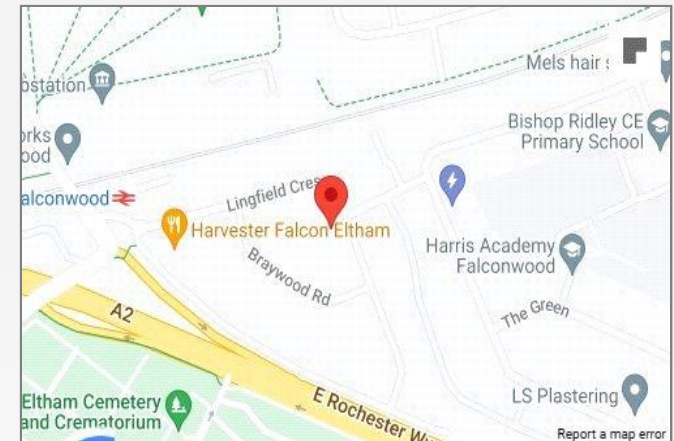 Mels hair s
bstation
Bishop Ridley CE
Primary School
orks
ood
alconwood
Lingfield Cres
Harvester Falcon Eltham
Harris Academy
Falconwood
Braywood Rd
The Green
A2
LS Plastering
Eltham Cemetery
and Crematorium
E Rochester W
Report a map error